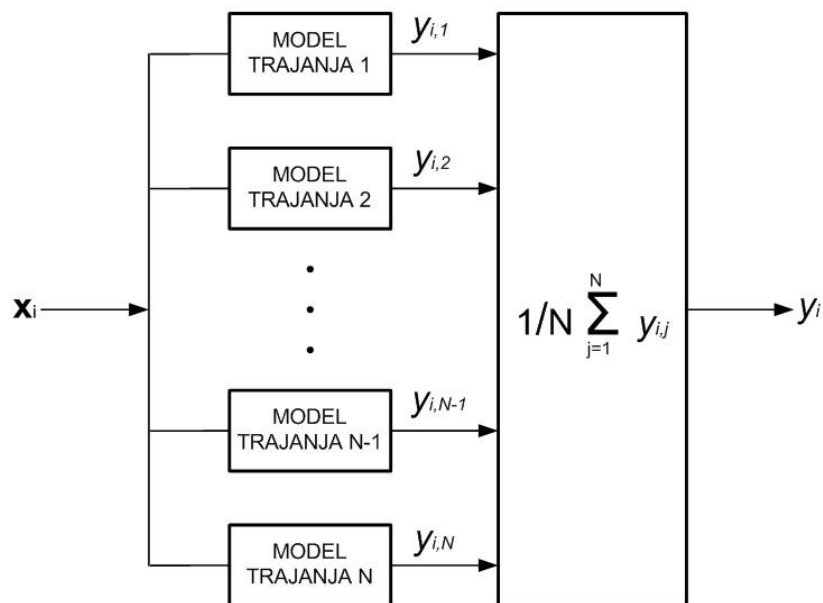 MODEL
TRAJANJA 1
y_{i,1}
MODEL
TRAJANJA 2
y_{i,2}
x_i
1/N \sum_{j=1}^{N} y_{i,j}
y_i
MODEL
TRAJANJA N-1
y_{i,N-1}
MODEL
TRAJANJA N
y_{i,N}